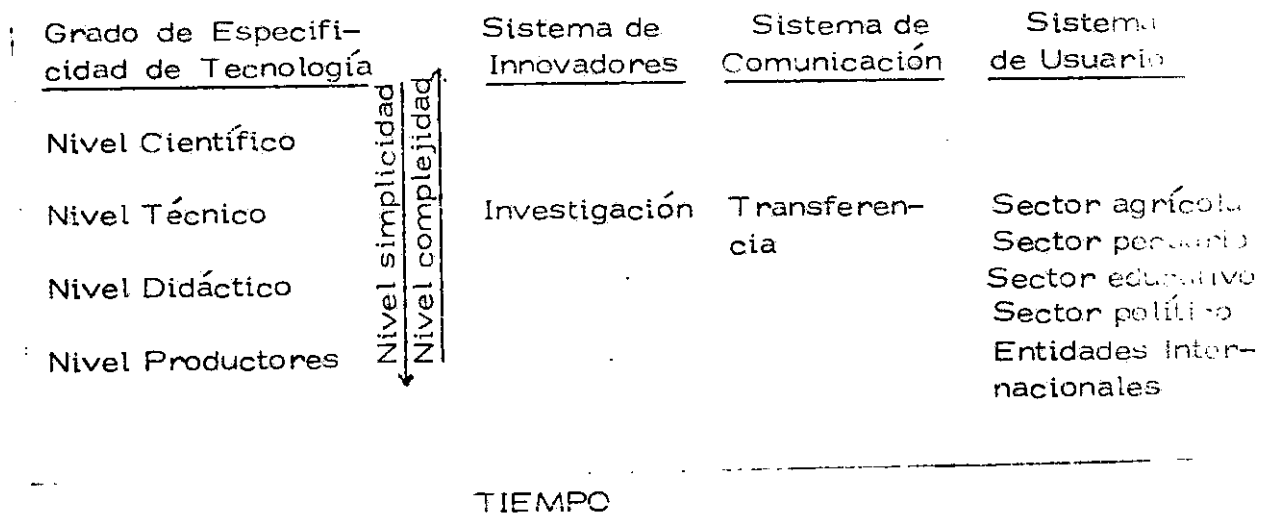 Grado de Especifi-
cidad de Tecnología
Sistema de
Innovadores
Sistema de
Comunicación
Sistema
de Usuario
Nivel simplicidad
Nivel complejidad
Nivel Científico
Nivel Técnico
Nivel Didáctico
Nivel Productores
Investigación
Transferen-
cia
Sector agrícola
Sector pecuario
Sector educativo
Sector político
Entidades Inter-
nacionales
TIEMPO